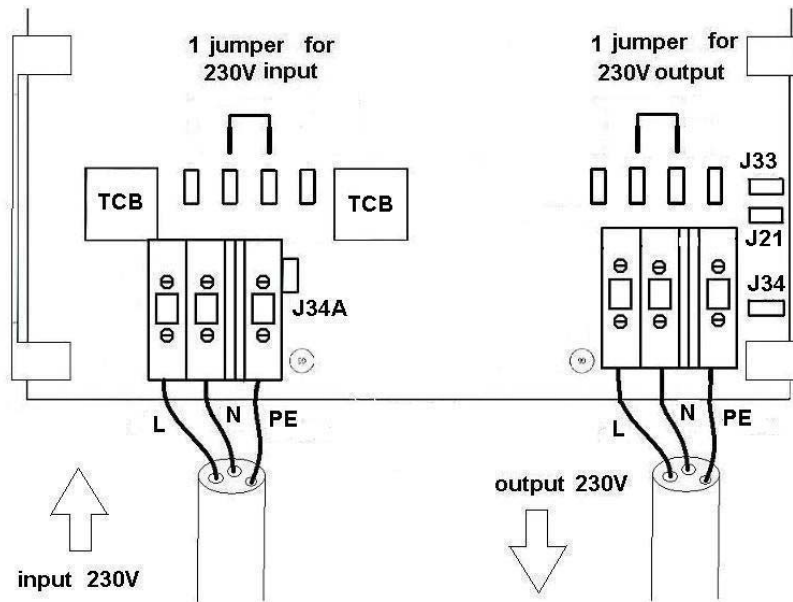 1 jumper for
230V input
1 jumper for
230V output
TCB
TCB
J33
J21
J34
J34A
L
N
PE
L
N
PE
input 230V
output 230V